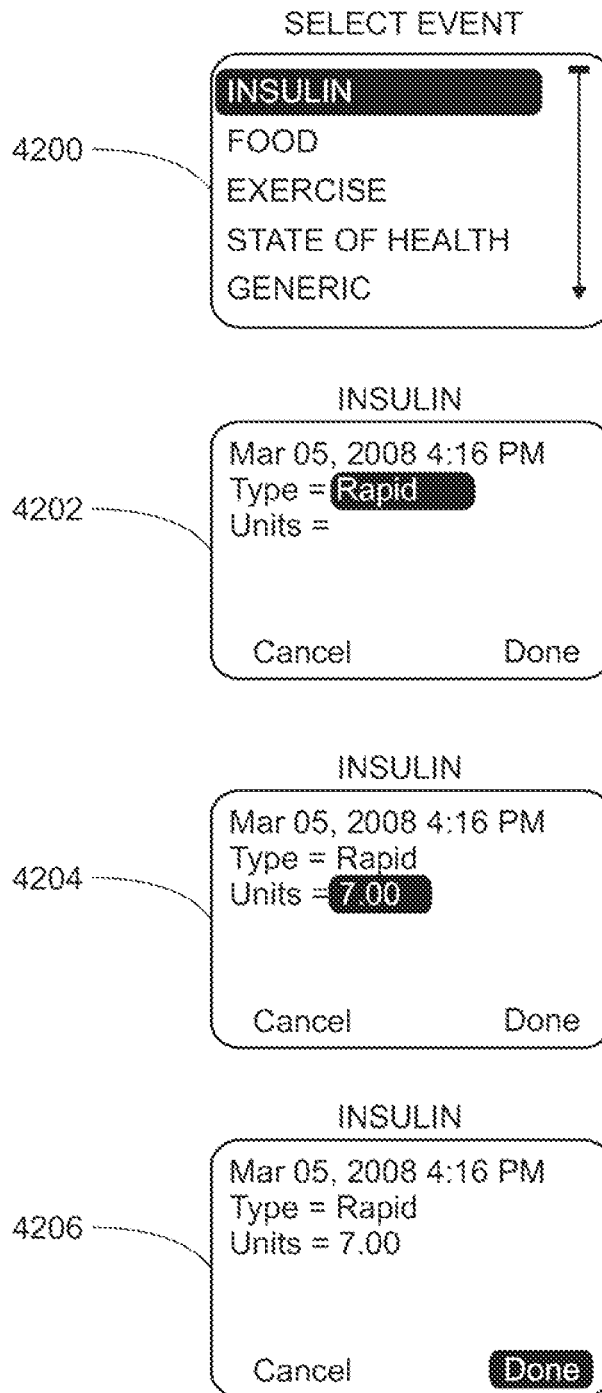 SELECT EVENT
4200
INSULIN
FOOD
EXERCISE
STATE OF HEALTH
GENERIC
INSULIN
4202
Mar 05, 2008 4:16 PM
Type = Rapid
Units =
Cancel Done
INSULIN
4204
Mar 05, 2008 4:16 PM
Type = Rapid
Units = 7.00
Cancel Done
INSULIN
4206
Mar 05, 2008 4:16 PM
Type = Rapid
Units = 7.00
Cancel Done